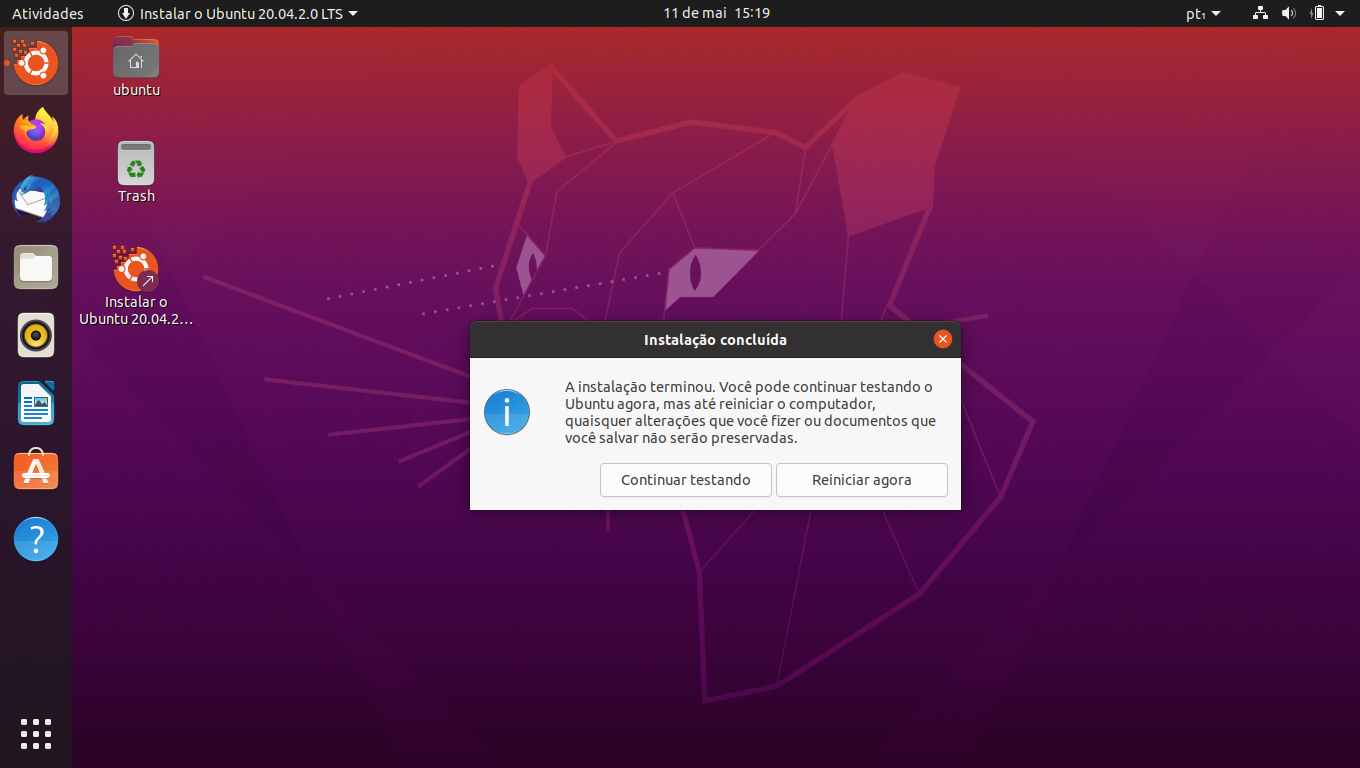 Atividades
Instalar o Ubuntu 20.04.2.0 LTS
11 de mai 15:19
pt₁
ubuntu
Trash
Instalar o
Ubuntu 20.04.2...
Instalação concluída
A instalação terminou. Você pode continuar testando o
Ubuntu agora, mas até reiniciar o computador,
quaisquer alterações que você fizer ou documentos que
você salvar não serão preservadas.
Continuar testando
Reiniciar agora